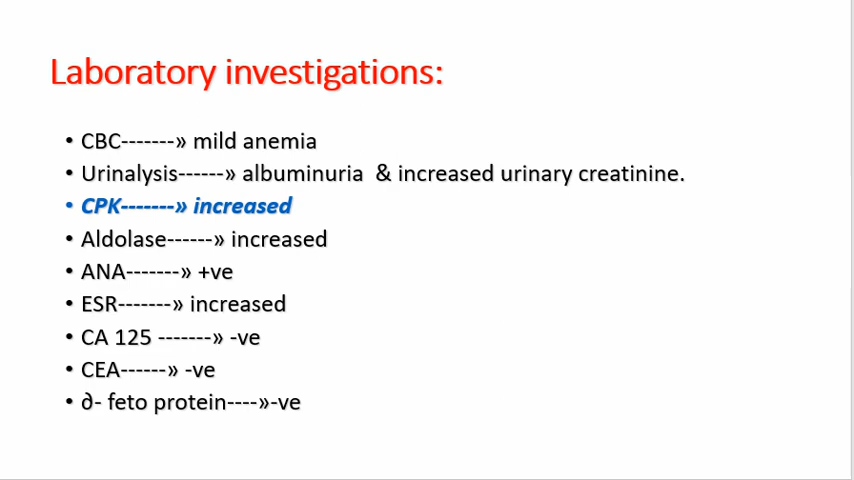 Laboratory investigations:
• CBC-------» mild anemia
• Urinalysis------» albuminuria & increased urinary creatinine.
• CPK-------» increased
• Aldolase------» increased
• ANA-------» +ve
• ESR-------» increased
• CA 125 -------» -ve
• CEA------» -ve
• ∂- feto protein----»-ve